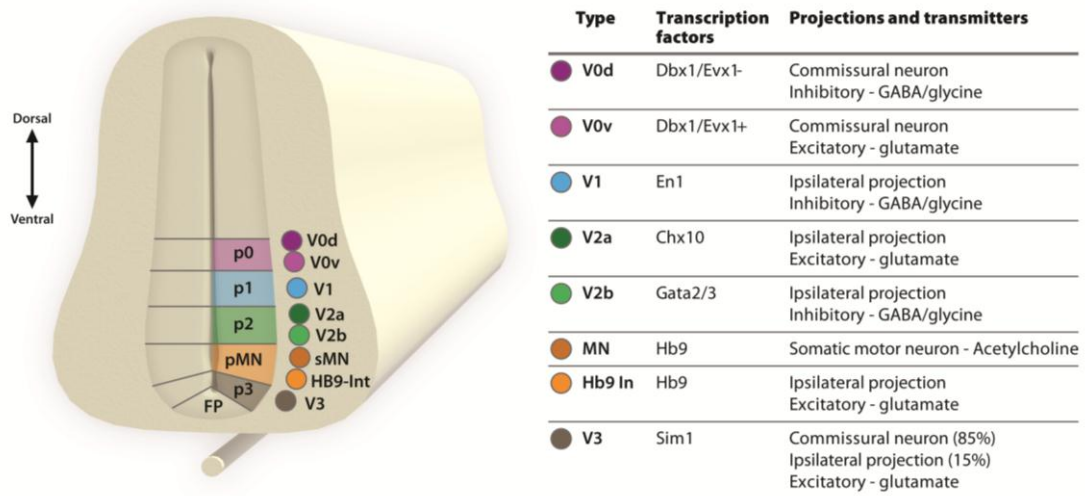 Dorsal
Ventral
p0
p1
p2
pMN
p3
FP
V0d
V0v
V1
V2a
V2b
sMN
HB9-Int
V3
Type Transcription factors Projections and transmitters
V0d Dbx1/Evx1- Commissural neuron
Inhibitory - GABA/glycine
V0v Dbx1/Evx1+ Commissural neuron
Excitatory - glutamate
V1 En1 Ipsilateral projection
Inhibitory - GABA/glycine
V2a Chx10 Ipsilateral projection
Excitatory - glutamate
V2b Gata2/3 Ipsilateral projection
Inhibitory - GABA/glycine
MN Hb9 Somatic motor neuron - Acetylcholine
Hb9 In Hb9 Ipsilateral projection
Excitatory - glutamate
V3 Sim1 Commissural neuron (85%)
Ipsilateral projection (15%)
Excitatory - glutamate